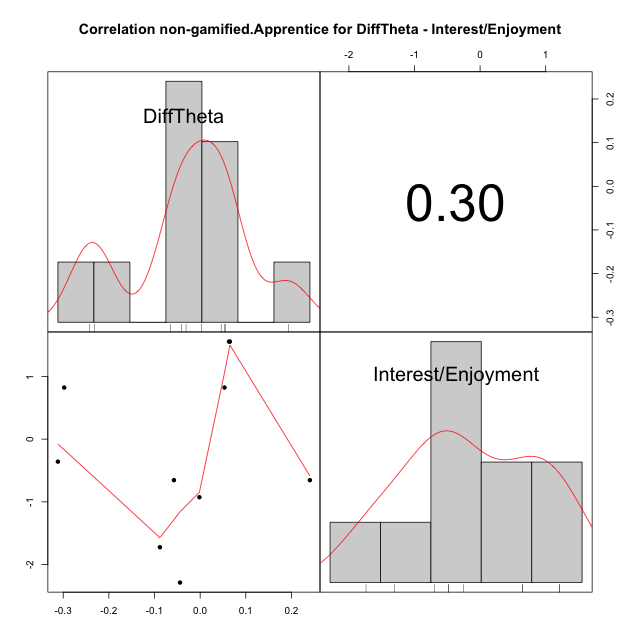 Correlation non-gamified.Apprentice for DiffTheta - Interest/Enjoyment
-2 -1 0 1
DiffTheta
0.30
0.2
0.1
0.0
-0.1
-0.2
-0.3
Interest/Enjoyment
1
0
-1
-2
-0.3 -0.2 -0.1 0.0 0.1 0.2